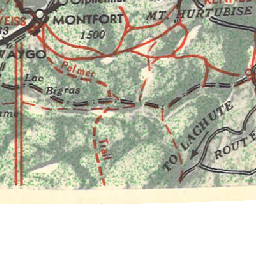 MONTFORT
1500
MT. HURTUBISE
Palmer
Lac
Bigras
Trail
TO LACHUTE
ROUTE